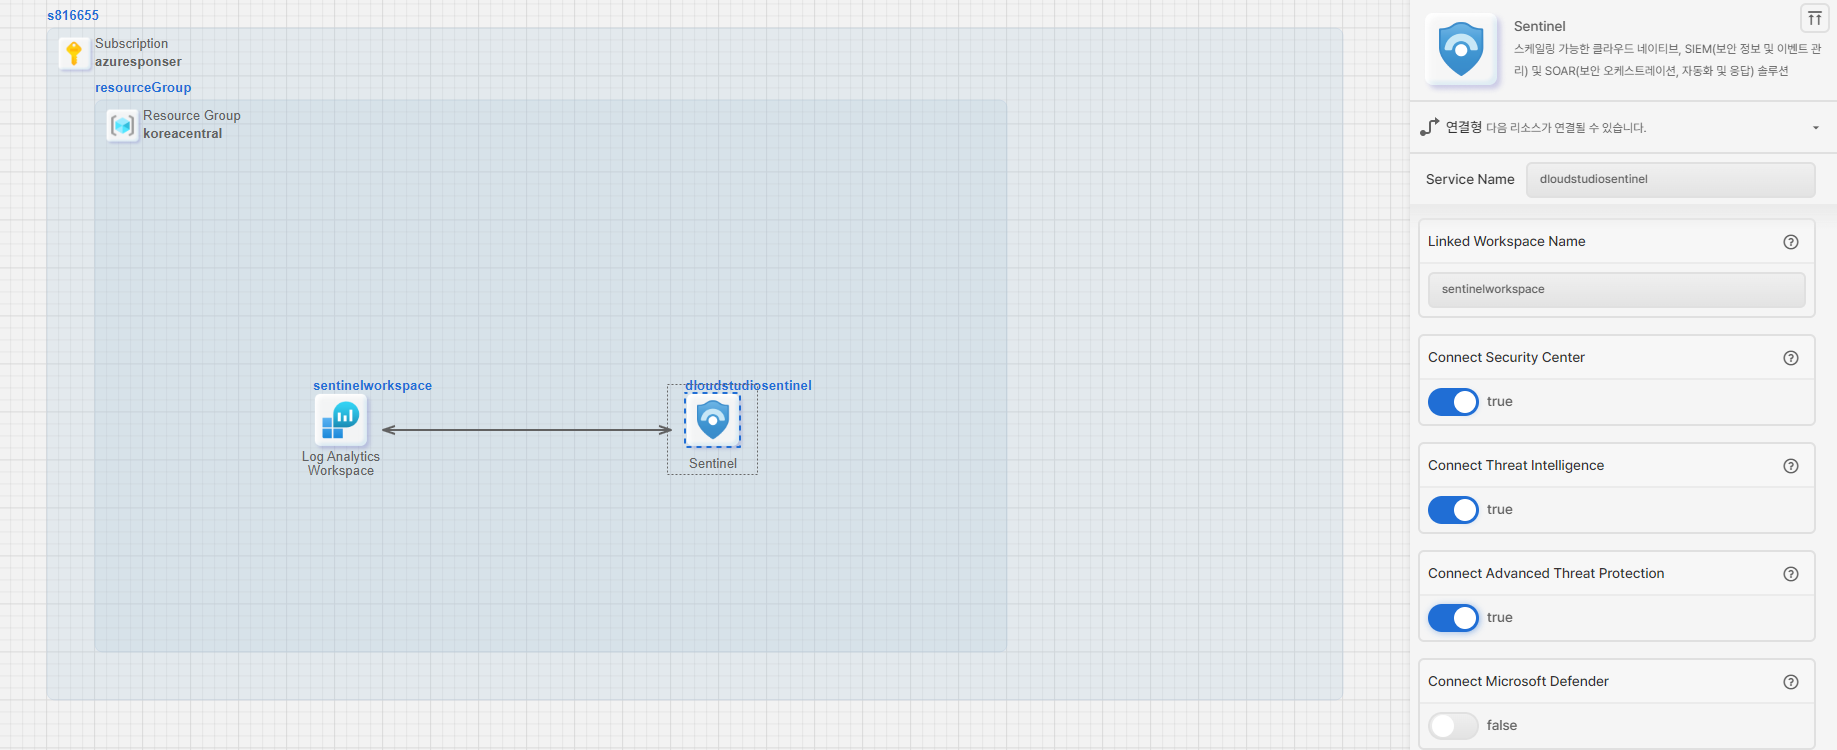 s816655
Subscription
azuresponser
resourceGroup
Resource Group
koreacentral
sentinelworkspace
Log Analytics
Workspace
dloudstudiosentinel
Sentinel
Sentinel
스케일링 가능한 클라우드 네이티브, SIEM(보안 정보 및 이벤트 관
리) 및 SOAR(보안 오케스트레이션, 자동화 및 응답) 솔루션
연결형 다음 리소스가 연결될 수 있습니다.
Service Name
dloudstudiosentinel
Linked Workspace Name
sentinelworkspace
Connect Security Center
true
Connect Threat Intelligence
true
Connect Advanced Threat Protection
true
Connect Microsoft Defender
false